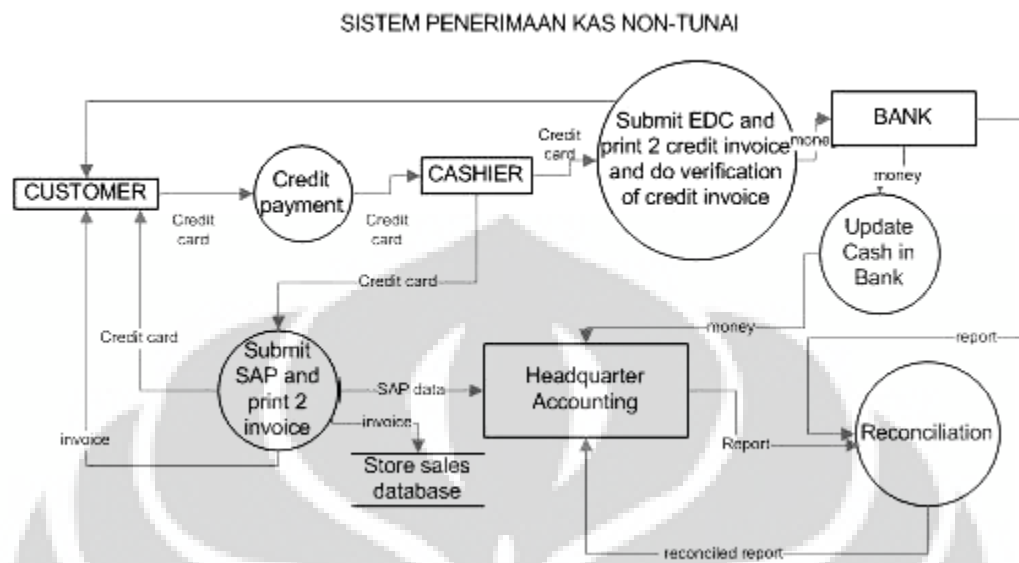 SISTEM PENERIMAAN KAS NON-TUNAI
Submit EDC and
print 2 credit invoice
and do verification
of credit invoice
BANK
mone
money
Credit
card
CASHIER
Credit
payment
CUSTOMER
Credit
card
Credit
card
Update
Cash in
Bank
Credit card
money
report
Credit card
Submit
SAP and
print 2
invoice
SAP data
Headquarter
Accounting
invoice
invoice
Store sales
database
Report
Reconciliation
reconciled report